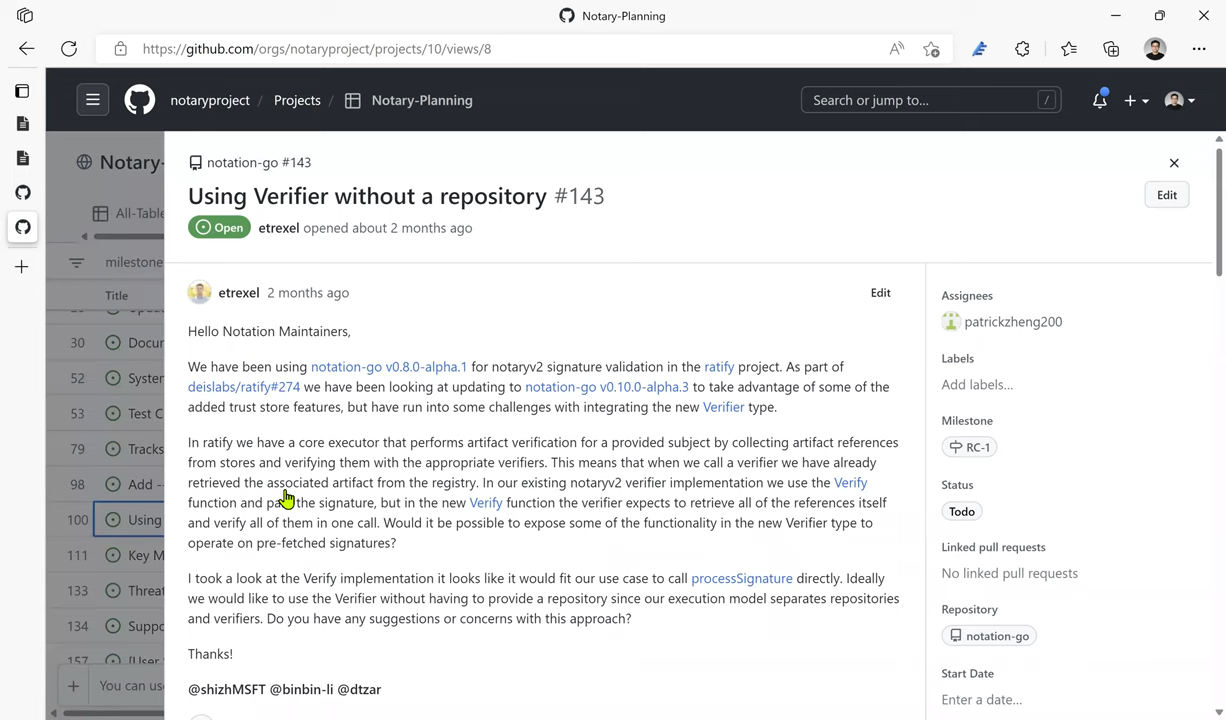 Notary-Planning
https://github.com/orgs/notaryproject/projects/10/views/8
notaryproject / Projects / Notary-Planning
Search or jump to... /
Notary-
All-Table
milestone
Title
30 Docur
52 System
53 Test C
79 Tracks
98 Add -
100 Using
111 Key M
133 Threat
134 Suppo
157 [User
You can use
notation-go #143
Using Verifier without a repository #143
Edit
Open etrexel opened about 2 months ago
etrexel 2 months ago
Edit
Hello Notation Maintainers,
We have been using notation-go v0.8.0-alpha.1 for notaryv2 signature validation in the ratify project. As part of
deislabs/ratify#274 we have been looking at updating to notation-go v0.10.0-alpha.3 to take advantage of some of the
added trust store features, but have run into some challenges with integrating the new Verifier type.
In ratify we have a core executor that performs artifact verification for a provided subject by collecting artifact references
from stores and verifying them with the appropriate verifiers. This means that when we call a verifier we have already
retrieved the associated artifact from the registry. In our existing notaryv2 verifier implementation we use the Verify
function and pa the signature, but in the new Verify function the verifier expects to retrieve all of the references itself
and verify all of them in one call. Would it be possible to expose some of the functionality in the new Verifier type to
operate on pre-fetched signatures?
I took a look at the Verify implementation it looks like it would fit our use case to call processSignature directly. Ideally
we would like to use the Verifier without having to provide a repository since our execution model separates repositories
and verifiers. Do you have any suggestions or concerns with this approach?
Thanks!
@shizhMSFT @binbin-li @dtzar
Assignees
patrickzheng200
Labels
Add labels...
Milestone
RC-1
Status
Todo
Linked pull requests
No linked pull requests
Repository
notation-go
Start Date
Enter a date...